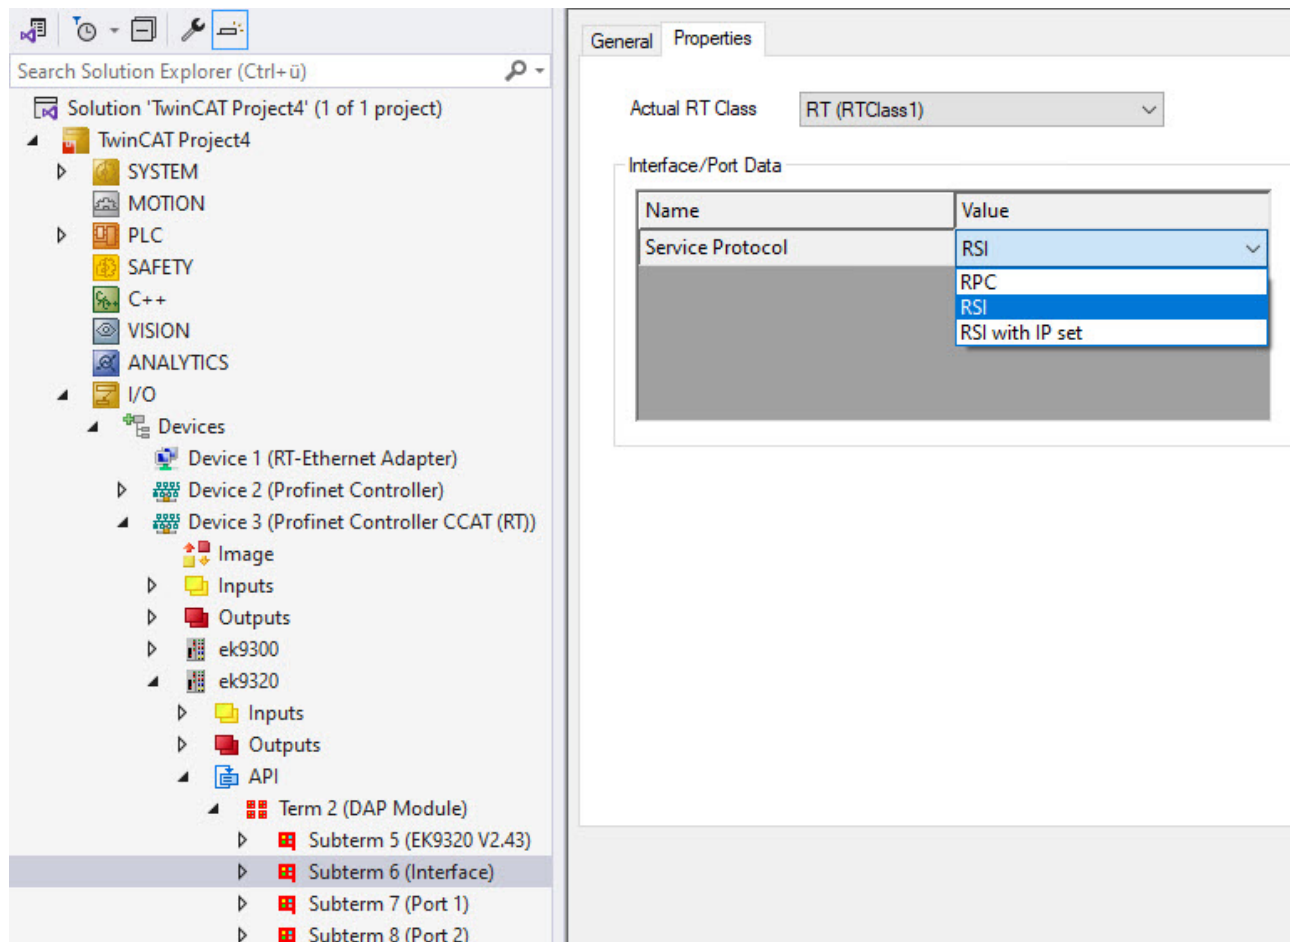 Search Solution Explorer (Ctrl+ü)
Solution 'TwinCAT Project4' (1 of 1 project)
TwinCAT Project4
SYSTEM
MOTION
PLC
SAFETY
C++
VISION
ANALYTICS
I/O
Devices
Device 1 (RT-Ethernet Adapter)
Device 2 (Profinet Controller)
Device 3 (Profinet Controller CCAT (RT))
Image
Inputs
Outputs
ek9300
ek9320
Inputs
Outputs
API
Term 2 (DAP Module)
Subterm 5 (EK9320 V2.43)
Subterm 6 (Interface)
Subterm 7 (Port 1)
Subterm 8 (Port 2)
General Properties
Actual RT Class RT (RTClass1)
Interface/Port Data
Name Value
Service Protocol RSI
RPC
RSI
RSI with IP set